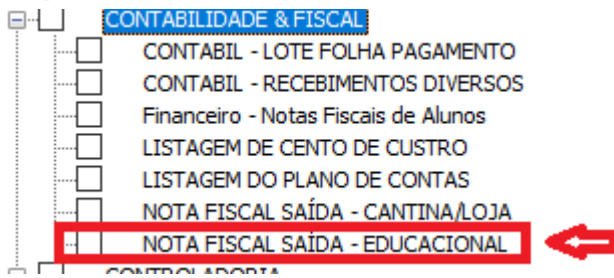 CONTABILIDADE & FISCAL
CONTABIL - LOTE FOLHA PAGAMENTO
CONTABIL - RECEBIMENTOS DIVERSOS
Financeiro - Notas Fiscais de Alunos
LISTAGEM DE CENTO DE CUSTRO
LISTAGEM DO PLANO DE CONTAS
NOTA FISCAL SAÍDA - CANTINA/LOJA
NOTA FISCAL SAÍDA - EDUCACIONAL
CONTROLADORIA